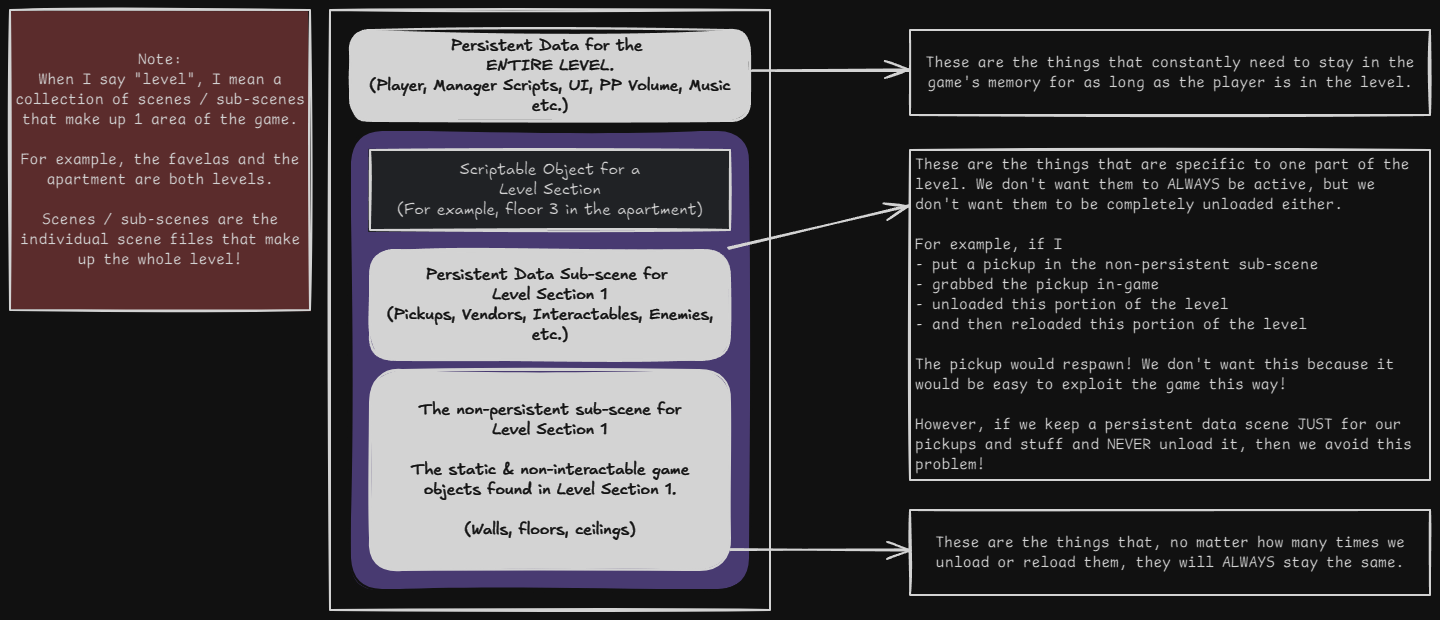 Note:
When I say "level", I mean a
collection of scenes / sub-scenes
that make up 1 area of the game.
For example, the favelas and the
apartment are both levels.
Scenes / sub-scenes are the
individual scene files that make
up the whole level!
Persistent Data for the
ENTIRE LEVEL.
(Player, Manager Scripts, UI, PP Volume, Music
etc.)
Scriptable Object for a
Level Section
(For example, floor 3 in the apartment)
Persistent Data Sub-scene for
Level Section 1
(Pickups, Vendors, Interactables, Enemies,
etc.)
The non-persistent sub-scene for
Level Section 1
The static & non-interactable game
objects found in Level Section 1.
(Walls, floors, ceilings)
These are the things that constantly need to stay in the
game's memory for as long as the player is in the level.
These are the things that are specific to one part of the
level. We don't want them to ALWAYS be active, but we
don't want them to be completely unloaded either.
For example, if I
- put a pickup in the non-persistent sub-scene
- grabbed the pickup in-game
- unloaded this portion of the level
- and then reloaded this portion of the level
The pickup would respawn! We don't want this because it
would be easy to exploit the game this way!
However, if we keep a persistent data scene JUST for our
pickups and stuff and NEVER unload it, then we avoid this
problem!
These are the things that, no matter how many times we
unload or reload them, they will ALWAYS stay the same.